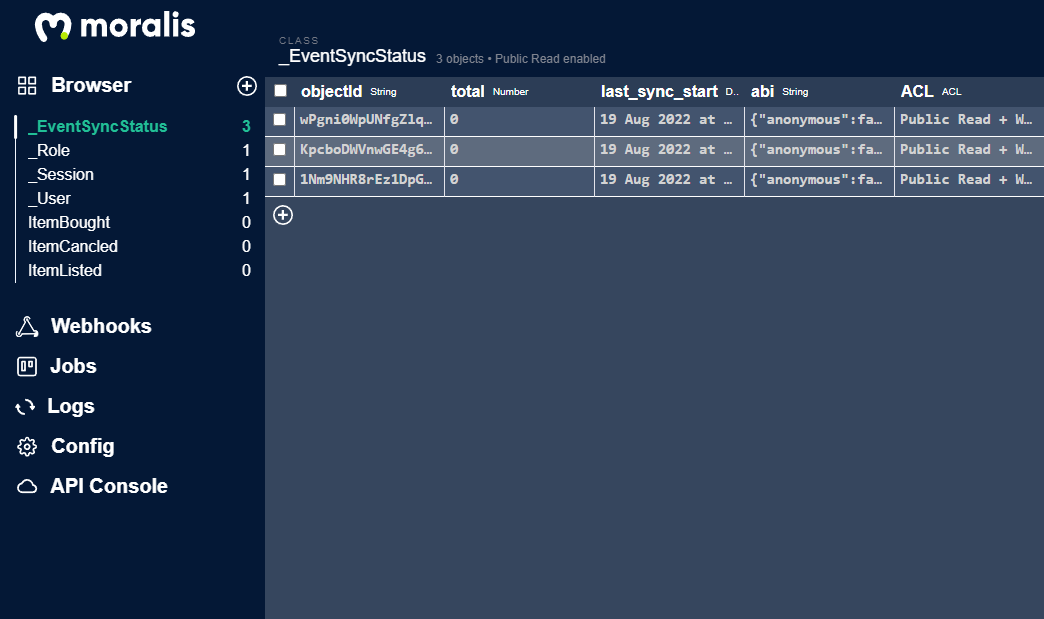 moralis
CLASS
_EventSyncStatus 3 objects • Public Read enabled
Browser
_EventSyncStatus 3
_Role 1
_Session 1
_User 1
ItemBought 0
ItemCancled 0
ItemListed 0
Webhooks
Jobs
Logs
Config
API Console
objectId String total Number last_sync_start D.. abi String ACL ACL
wPgni0WpUNfgZlq… 0 19 Aug 2022 at … {"anonymous":fa… Public Read + W…
KpcboDWVnwGE4g6… 0 19 Aug 2022 at … {"anonymous":fa… Public Read + W…
1Nm9NHR8rEz1DpG… 0 19 Aug 2022 at … {"anonymous":fa… Public Read + W…